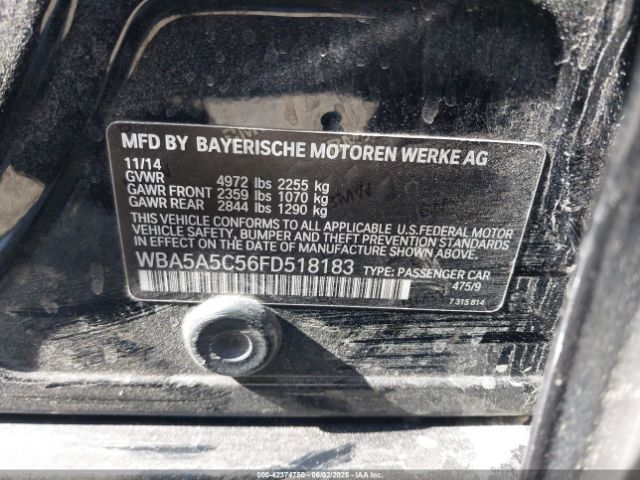 MFD BY BAYERISCHE MOTOREN WERKE AG
11/14
GVWR 4972 lbs 2255 kg
GAWR FRONT 2359 lbs 1070 kg
GAWR REAR 2844 lbs 1290 kg
THIS VEHICLE CONFORMS TO ALL APPLICABLE U.S.FEDERAL MOTOR
VEHICLE SAFETY, BUMPER, AND THEFT PREVENTION STANDARDS
IN EFFECT ON THE DATE OF MANUFACTURE SHOWN ABOVE.
WBA5A5C56FD518183 TYPE: PASSENGER CAR
475/9
7 315 814
000-42374750 - 06/02/2025 - IAAI.COM